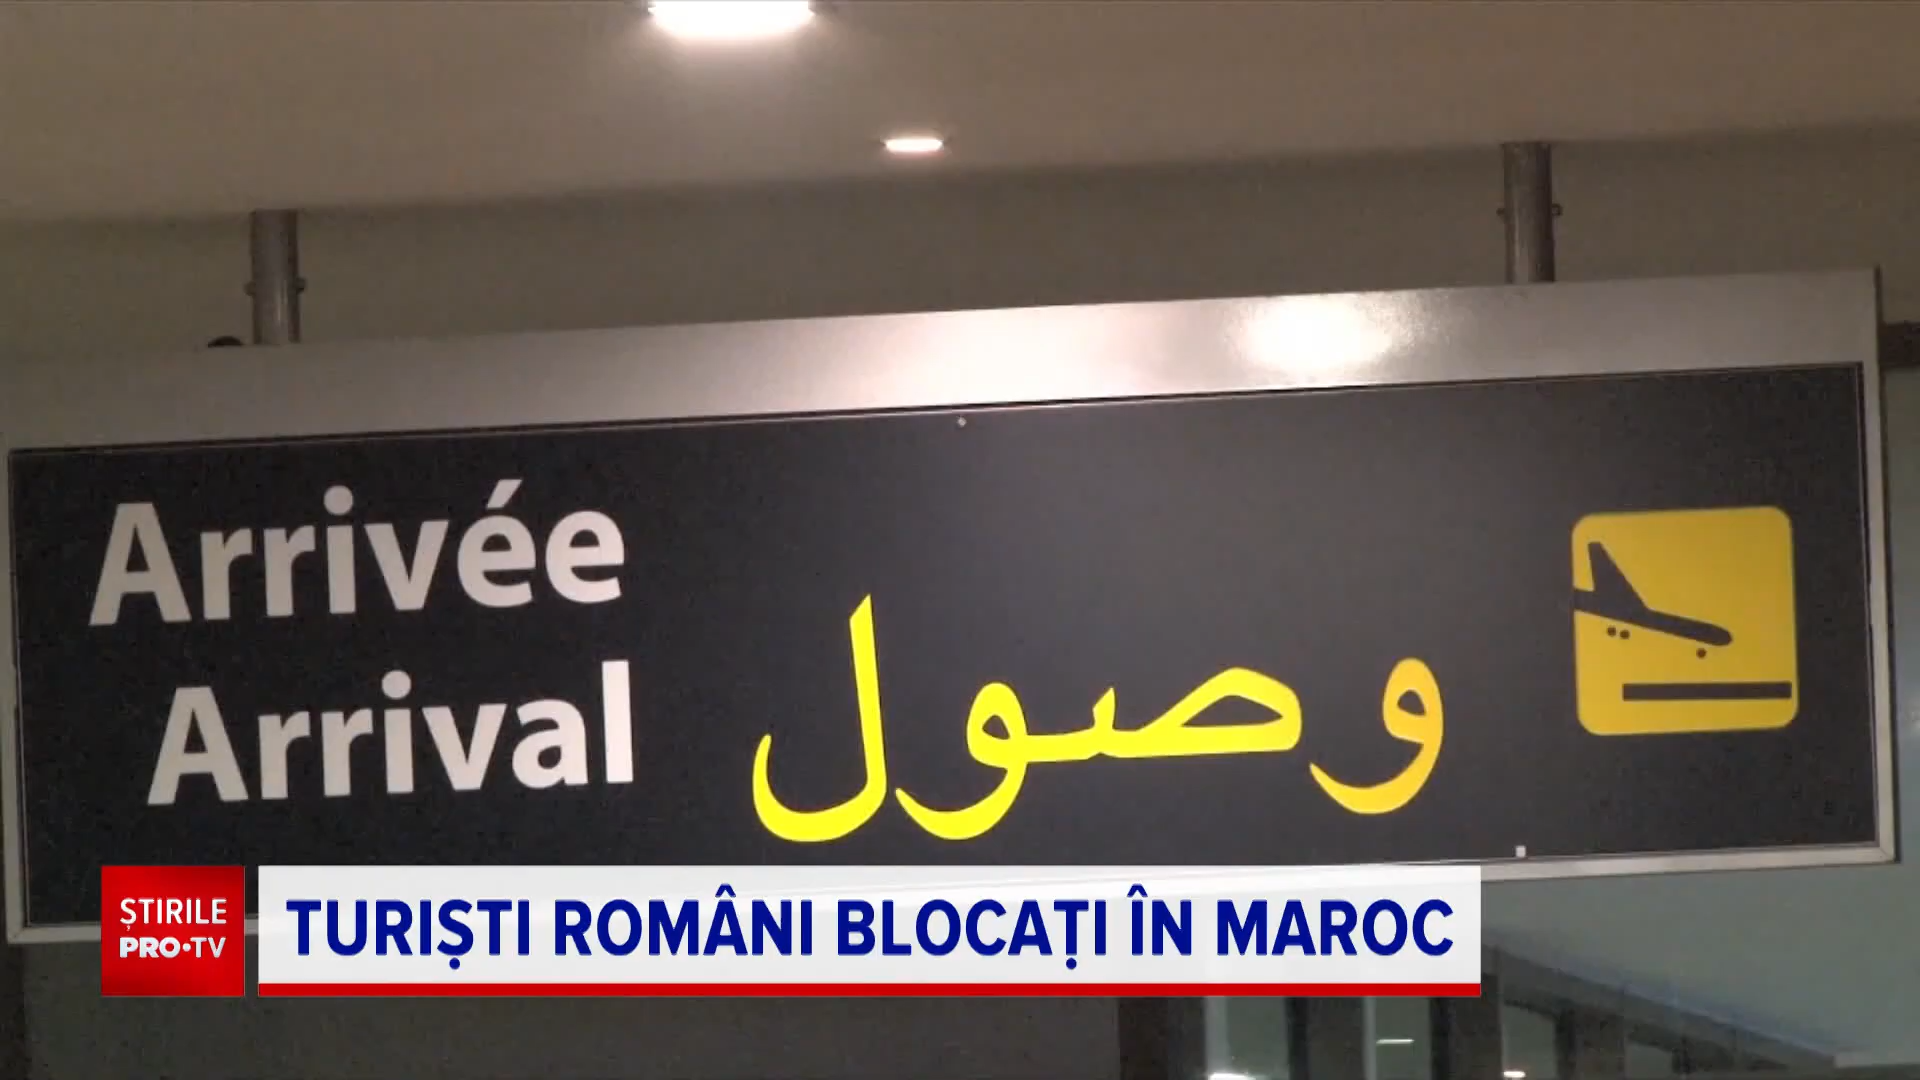 Arrivée
Arrival
وصول
ȘTIRILE
PRO•TV
TURIȘTI ROMÂNI BLOCAȚI ÎN MAROC